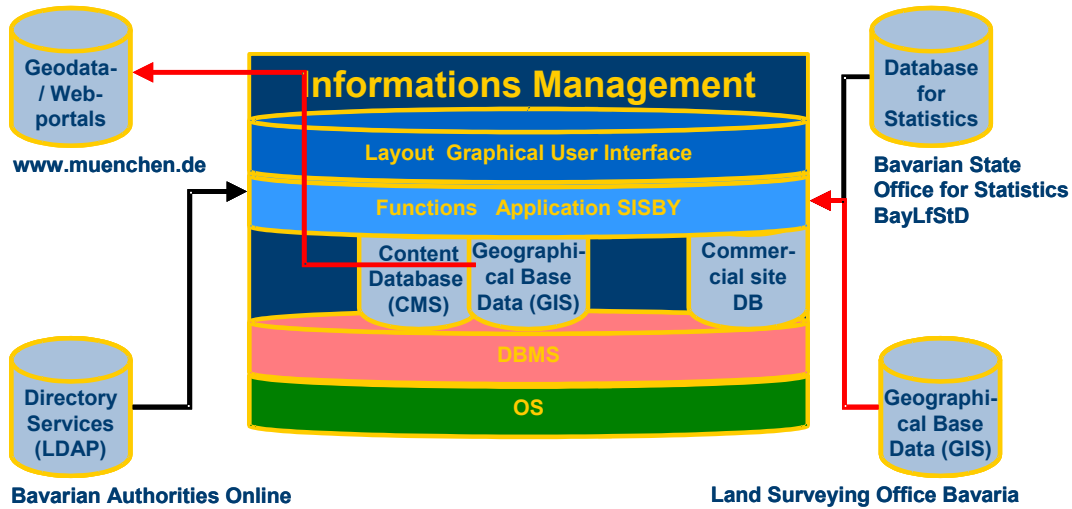 Geodata-
/ Web-
portals
www.muenchen.de
Informations Management
Layout  Graphical User Interface
Functions   Application SISBY
Content
Database
(CMS)
Geographi-
cal Base
Data (GIS)
Commer-
cial site
DB
DBMS
OS
Database
for
Statistics
Bavarian State
Office for Statistics
BayLfStD
Directory
Services
(LDAP)
Bavarian Authorities Online
Geographi-
cal Base
Data (GIS)
Land Surveying Office Bavaria